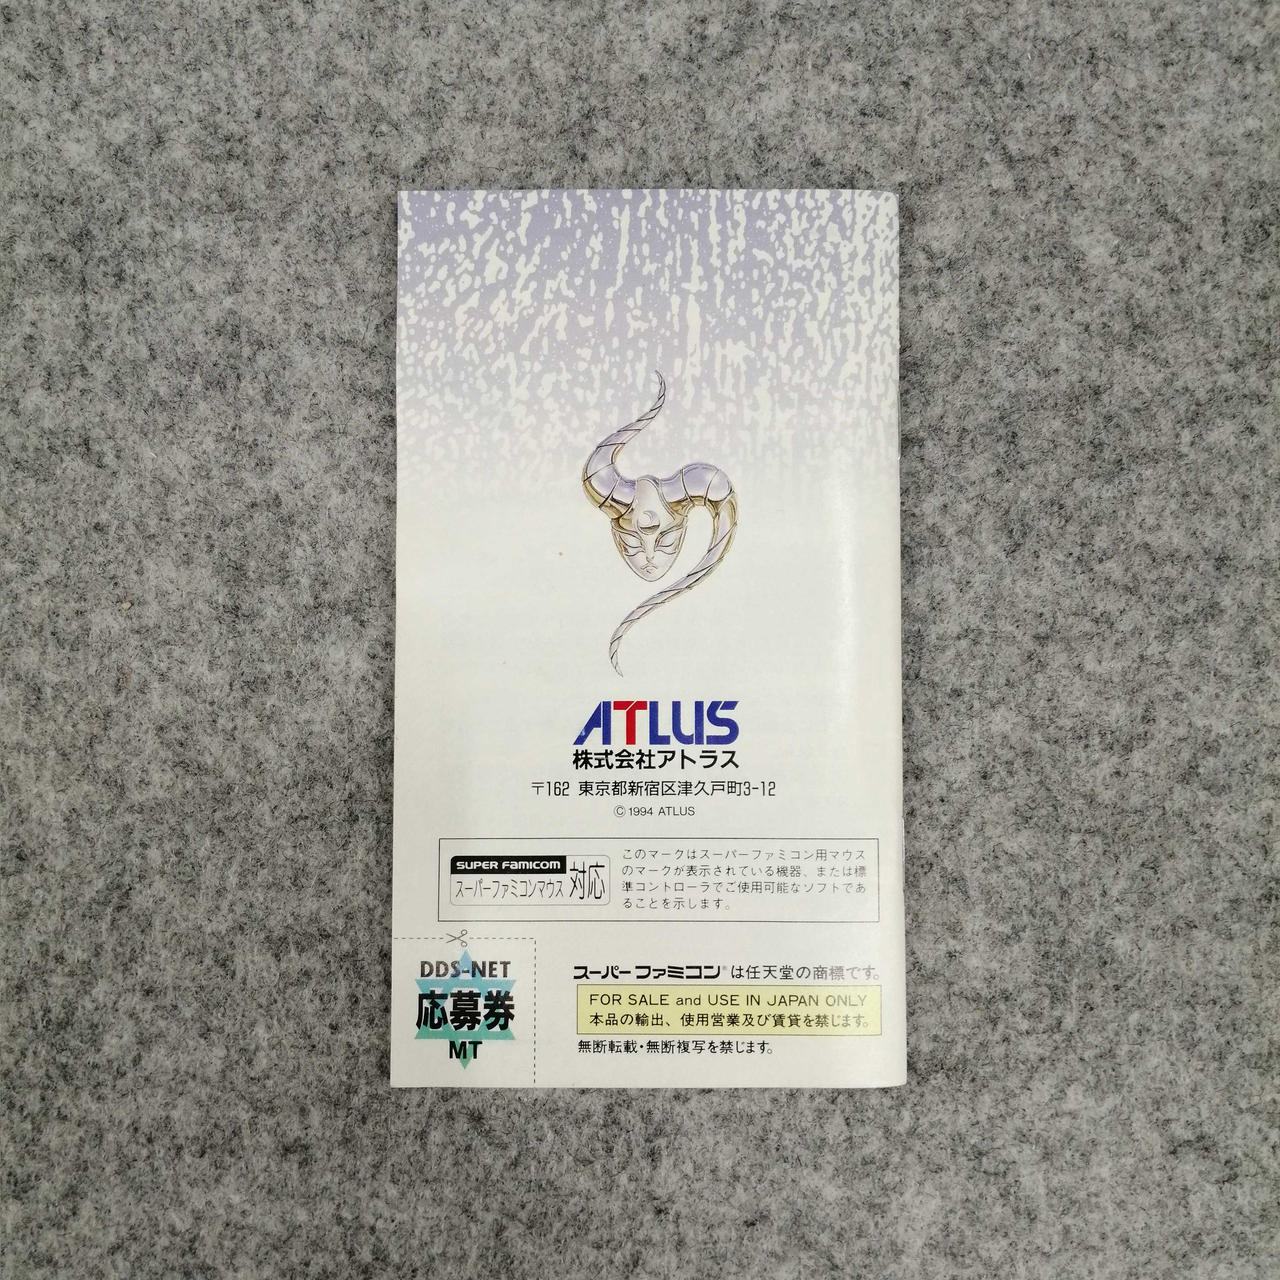 ATLUS
株式会社アトラス
〒162 東京都新宿区津久戸町3-12
© 1994 ATLUS
SUPER FAMICOM
スーパーファミコンマウス 対応
このマークはスーパーファミコン用マウス
のマークが表示されている機器、または標
準コントローラでご使用可能なソフトであ
ることを示します。
DDS-NET
応募券
MT
スーパーファミコン®は任天堂の商標です。
FOR SALE and USE IN JAPAN ONLY
本品の輸出、使用営業及び賃貸を禁じます。
無断転載・無断複写を禁じます。